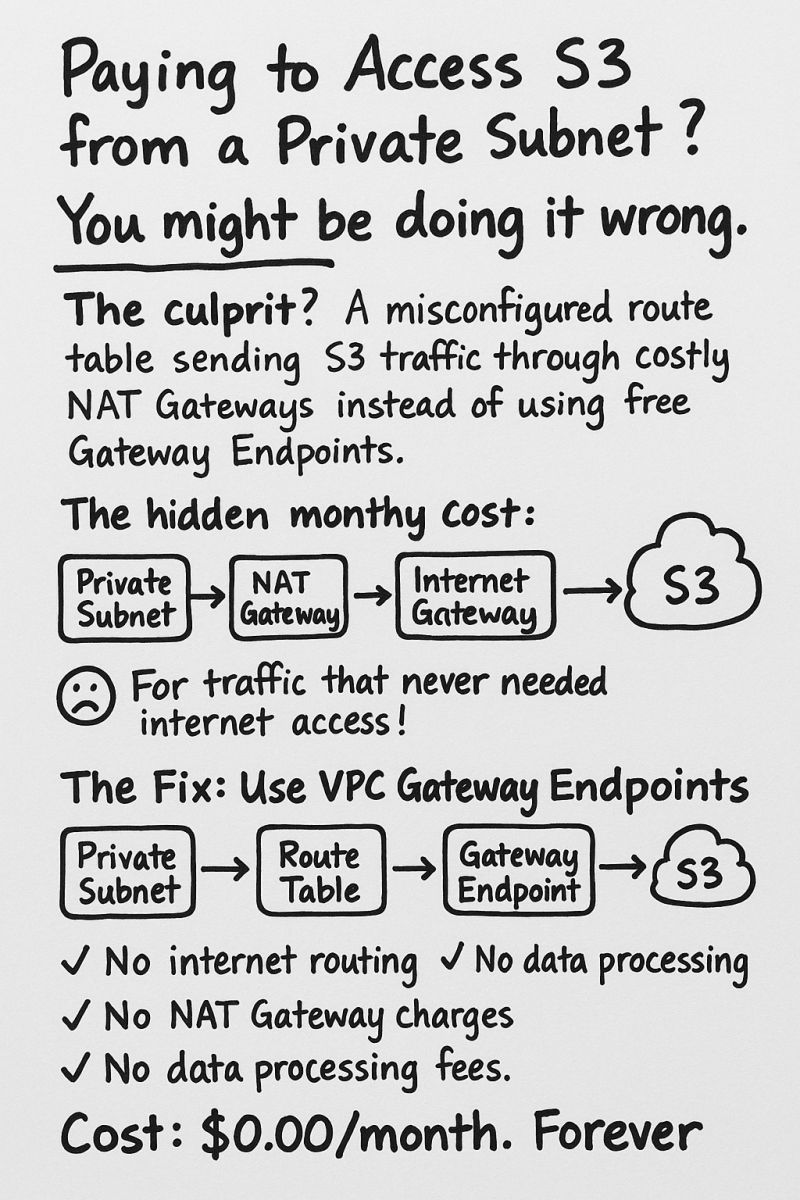 Paying to Access S3
from a Private Subnet?
You might be doing it wrong.
The culprit? A misconfigured route
table sending S3 traffic through costly
NAT Gateways instead of using free
Gateway Endpoints.
The hidden monthy cost:
Private
Subnet
NAT
Gateway
Internet
Gateway
S3
For traffic that never needed
internet access!
The Fix: Use VPC Gateway Endpoints
Private
Subnet
Route
Table
Gateway
Endpoint
S3
✓ No internet routing ✓ No data processing
✓ No NAT Gateway charges
✓ No data processing fees.
Cost: $0.00/month. Forever